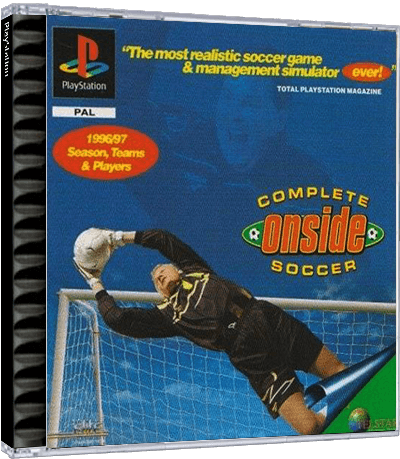 PlayStation
PlayStation
PAL
"The most realistic soccer game
& management simulator ever!"
TOTAL PLAYSTATION MAGAZINE
1996/97
Season, Teams
& Players
COMPLETE
onside
SOCCER
TELSTAR